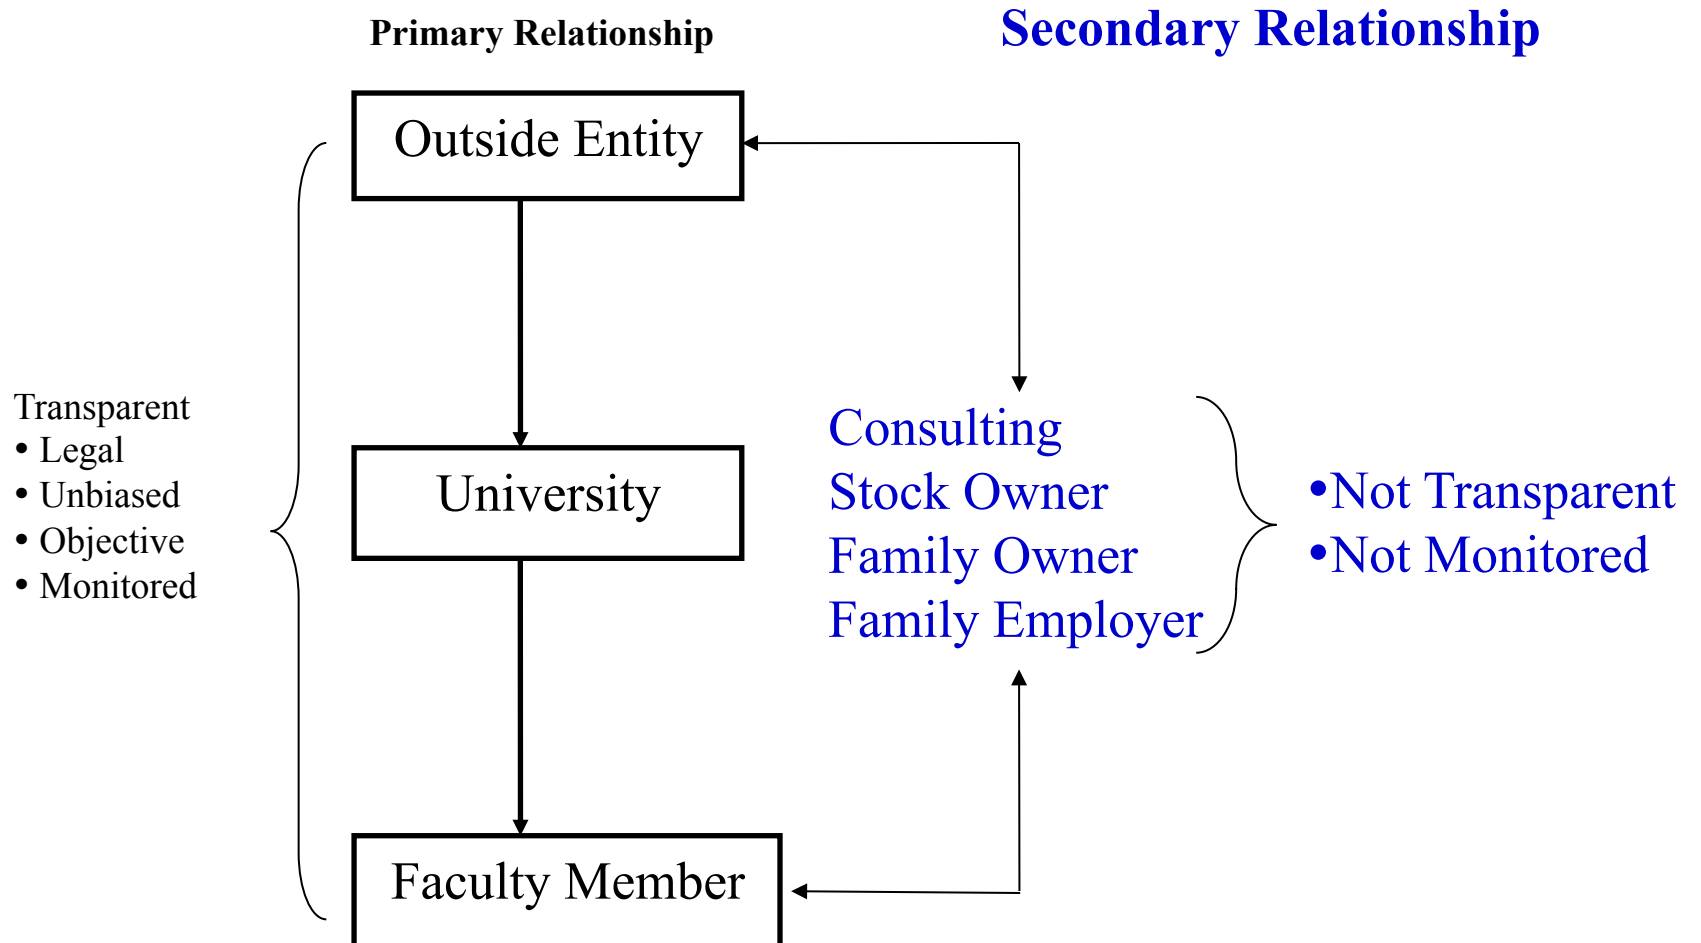 Primary Relationship
Secondary Relationship
Outside Entity
Transparent
• Legal
• Unbiased
• Objective
• Monitored
University
Consulting
Stock Owner
Family Owner
Family Employer
•Not Transparent
•Not Monitored
Faculty Member